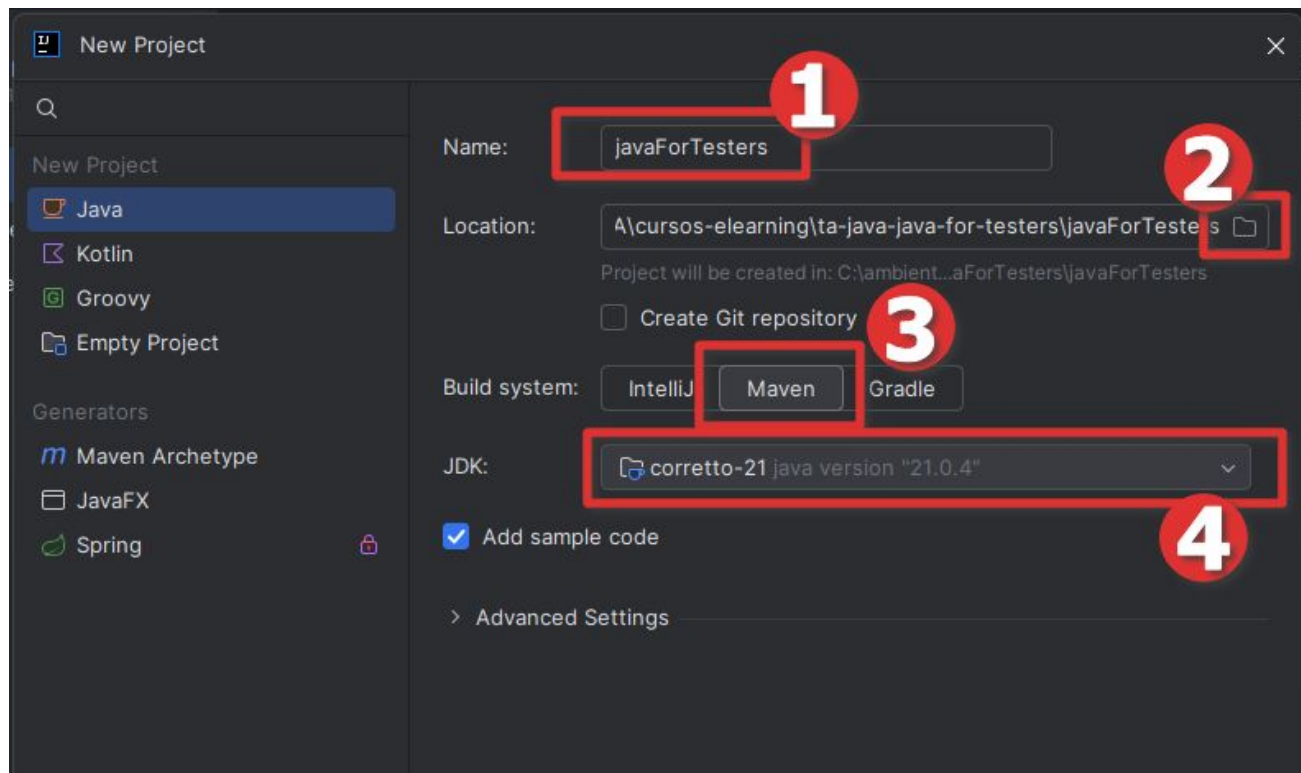 New Project
New Project
Java
Kotlin
Groovy
Empty Project
Generators
Maven Archetype
JavaFX
Spring
1
Name: javaForTesters
2
Location: A\cursos-elearning\ta-java-java-for-testers\javaForTesters
Project will be created in: C:\ambient...aForTesters\javaForTesters
Create Git repository
3
Build system: IntelliJ Maven Gradle
JDK: corretto-21 java version "21.0.4"
4
Add sample code
Advanced Settings